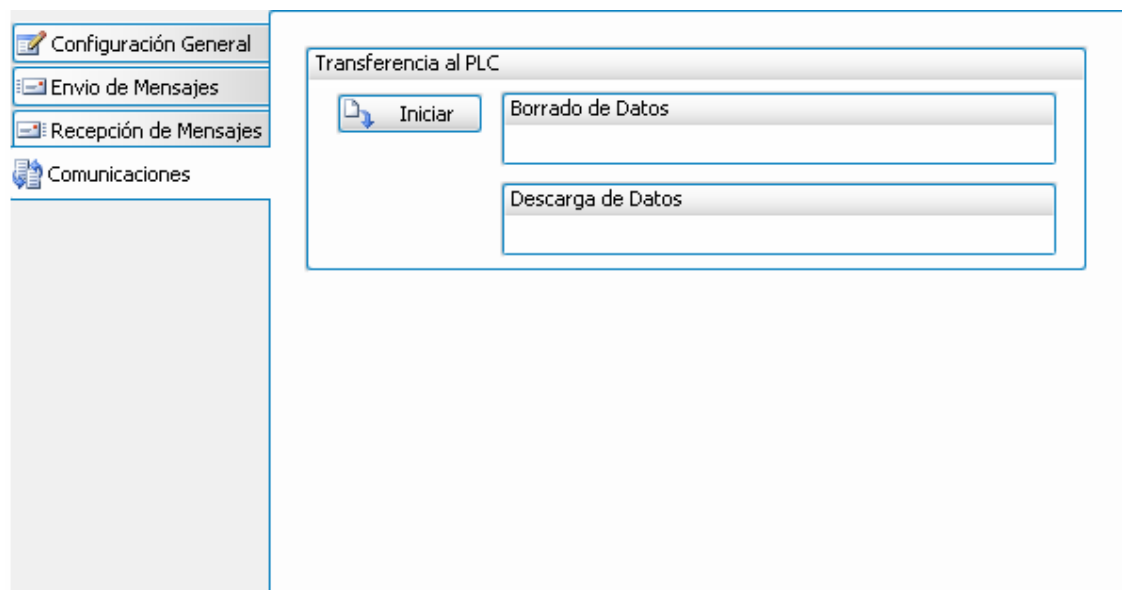 Configuración General
Envio de Mensajes
Recepción de Mensajes
Comunicaciones
Transferencia al PLC
Iniciar
Borrado de Datos
Descarga de Datos